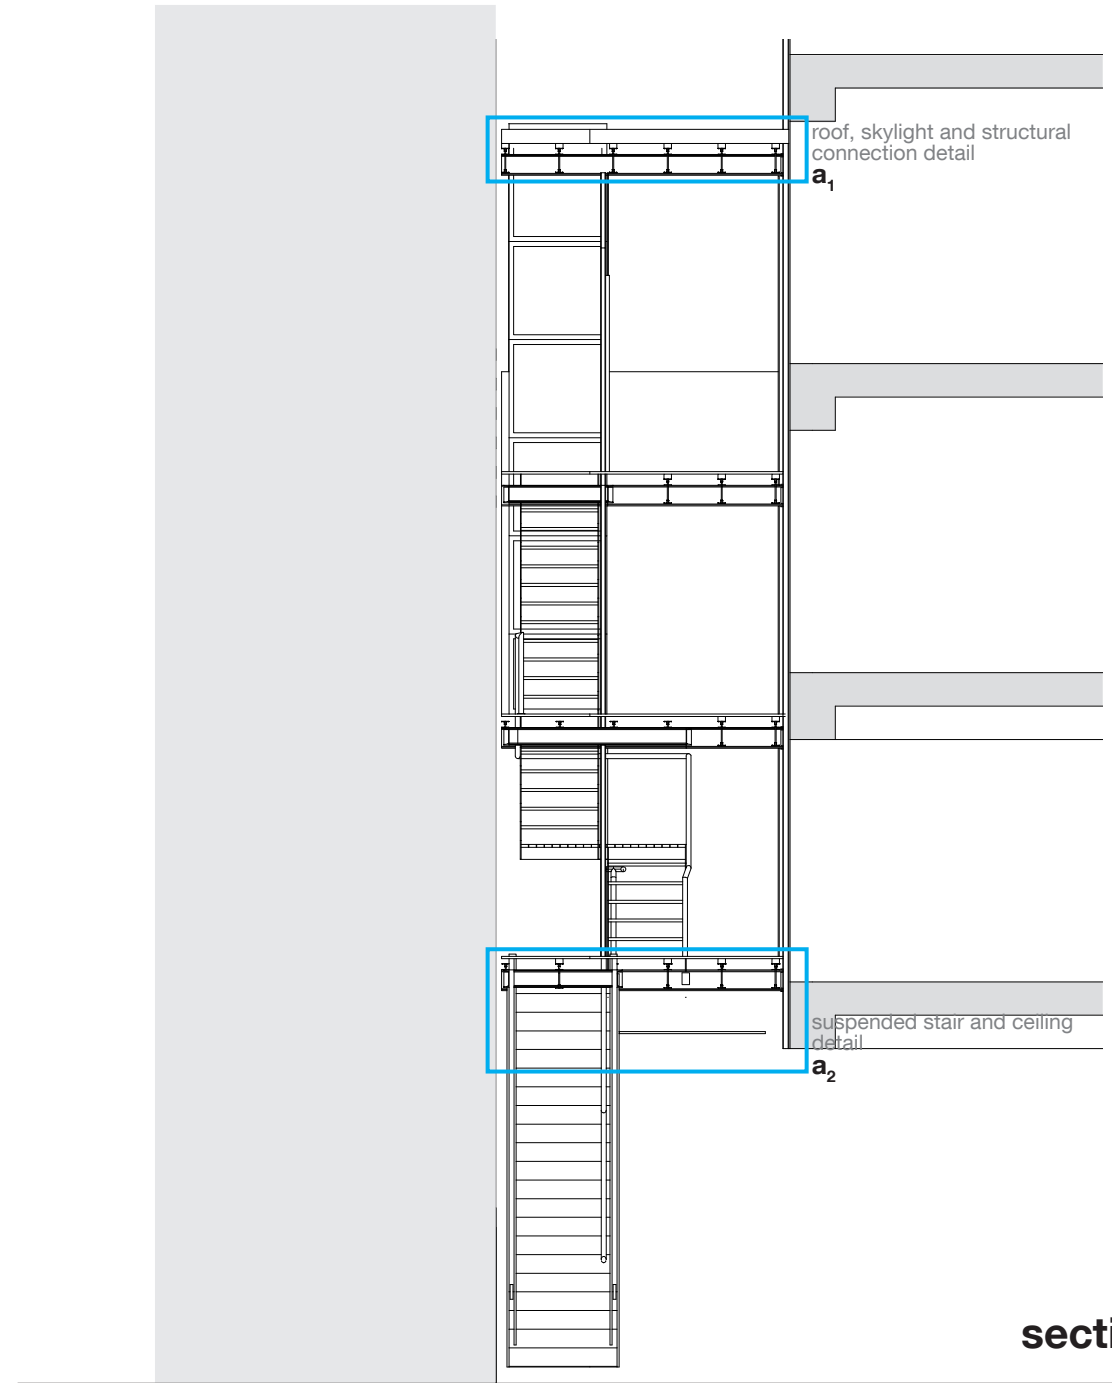 roof, skylight and structural
connection detail
a₁
suspended stair and ceiling
detail
a₂
secti